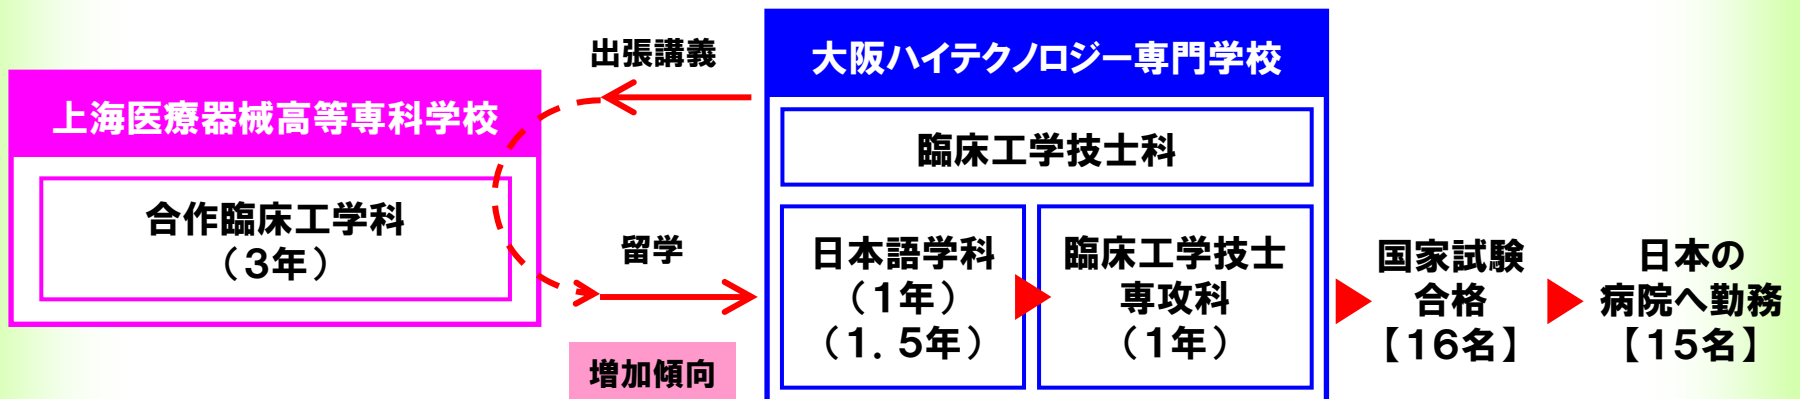 上海医療器械高等専科学校
合作臨床工学科
（3年）
出張講義
留学
増加傾向
大阪ハイテクノロジー専門学校
臨床工学技士科
日本語学科
（1年）
（1．5年）
臨床工学技士
専攻科
（1年）
国家試験
合格
【16名】
日本の
病院へ勤務
【15名】